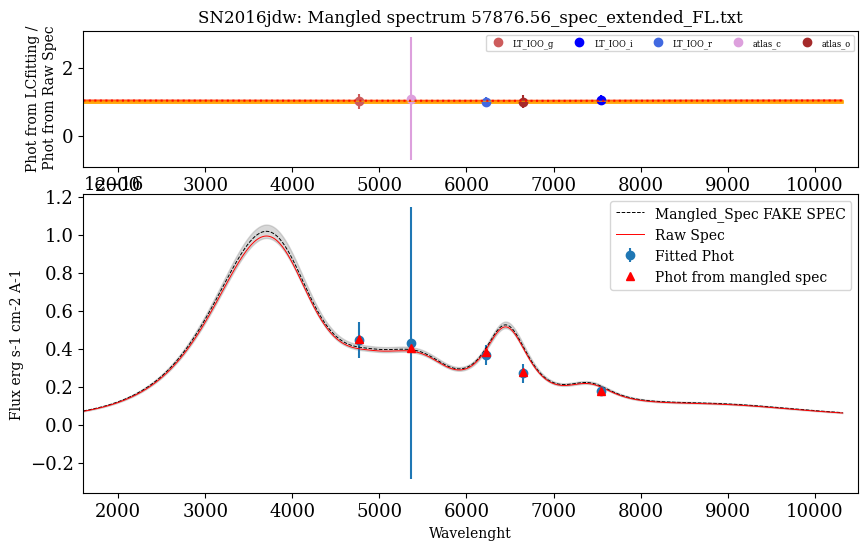 SN2016jdw: Mangled spectrum 57876.56_spec_extended_FL.txt
Phot from LCfitting /
Phot from Raw Spec
2
0
LT_IOO_g LT_IOO_i LT_IOO_r atlas_c atlas_o
2000 3000 4000 5000 6000 7000 8000 9000 10000
1e−16
Flux erg s-1 cm-2 A-1
1.2
1.0
0.8
0.6
0.4
0.2
0.0
−0.2
Mangled_Spec FAKE SPEC
Raw Spec
Fitted Phot
Phot from mangled spec
2000 3000 4000 5000 6000 7000 8000 9000 10000
Wavelenght